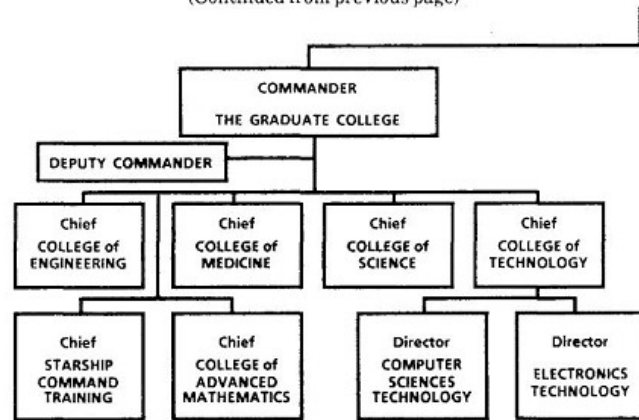 (Continued from previous page)
COMMANDER
THE GRADUATE COLLEGE
DEPUTY COMMANDER
Chief
COLLEGE of
ENGINEERING
Chief
COLLEGE of
MEDICINE
Chief
COLLEGE of
SCIENCE
Chief
COLLEGE of
TECHNOLOGY
Chief
STARSHIP
COMMAND
TRAINING
Chief
COLLEGE of
ADVANCED
MATHEMATICS
Director
COMPUTER
SCIENCES
TECHNOLOGY
Director
ELECTRONICS
TECHNOLOGY